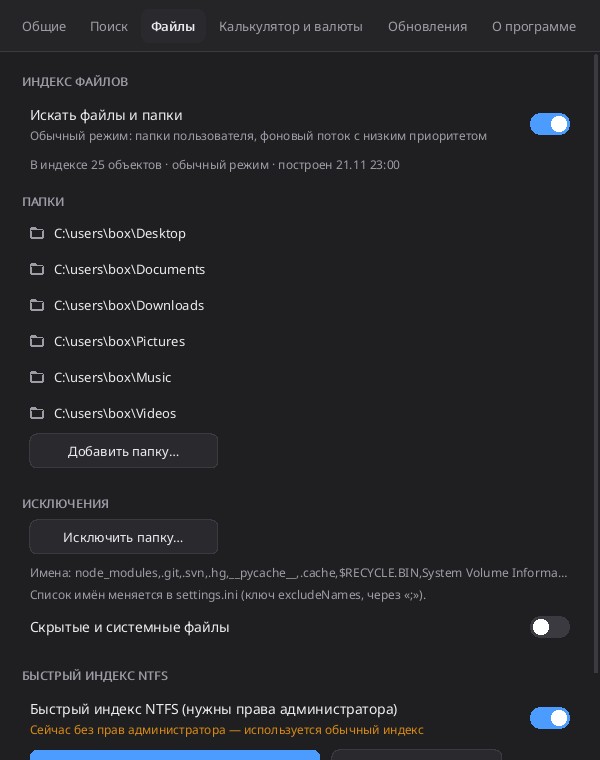 Общие Поиск Файлы Калькулятор и валюты Обновления О программе
ИНДЕКС ФАЙЛОВ
Искать файлы и папки
Обычный режим: папки пользователя, фоновый поток с низким приоритетом
В индексе 25 объектов · обычный режим · построен 21.11 23:00
ПАПКИ
C:\users\box\Desktop
C:\users\box\Documents
C:\users\box\Downloads
C:\users\box\Pictures
C:\users\box\Music
C:\users\box\Videos
Добавить папку...
ИСКЛЮЧЕНИЯ
Исключить папку...
Имена: node_modules,.git,.svn,.hg,__pycache__,.cache,$RECYCLE.BIN,System Volume Informa...
Список имён меняется в settings.ini (ключ excludeNames, через «;»).
Скрытые и системные файлы
БЫСТРЫЙ ИНДЕКС NTFS
Быстрый индекс NTFS (нужны права администратора)
Сейчас без прав администратора — используется обычный индекс